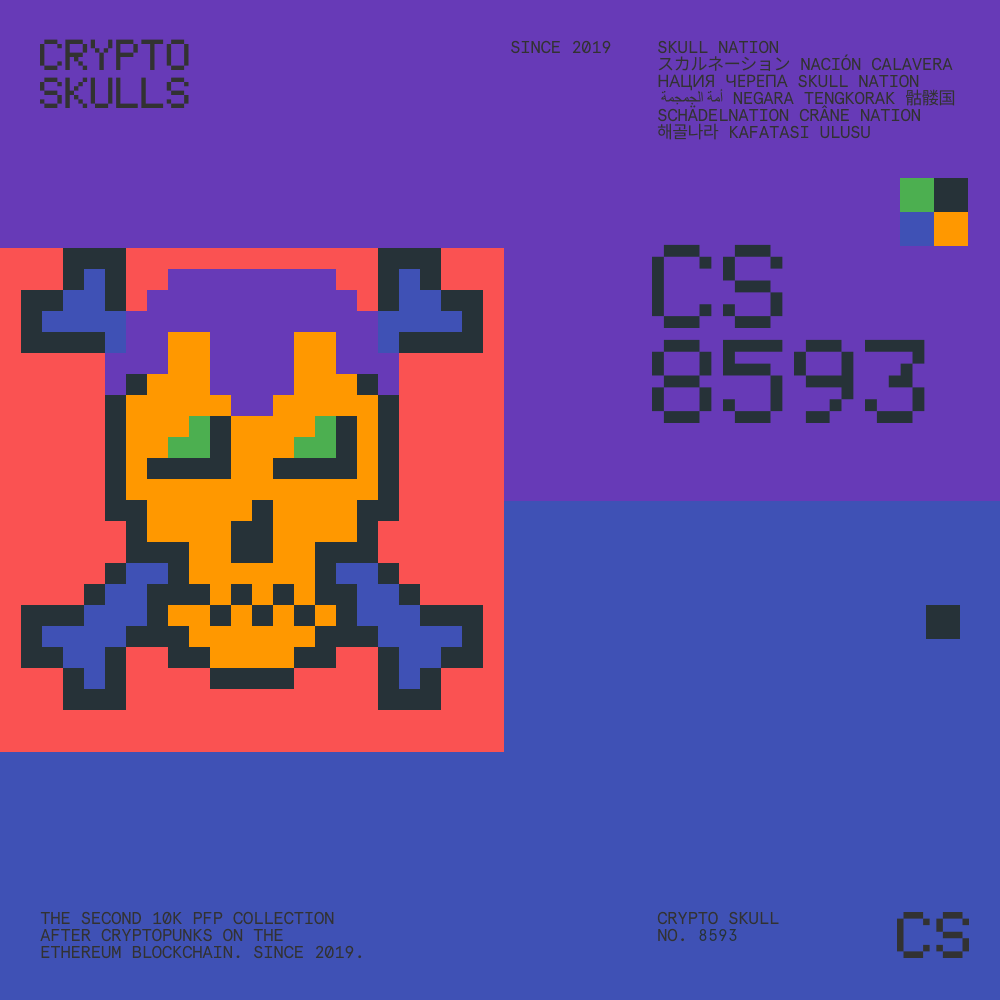 CRYPTO
SKULLS
SINCE 2019
SKULL NATION
スカルネーション NACIÓN CALAVERA
НАЦИЯ ЧЕРЕПА SKULL NATION
أمة الجمجمة NEGARA TENGKORAK 骷髅国
SCHÄDELNATION CRÂNE NATION
해골나라 KAFATASI ULUSU
CS
8593
THE SECOND 10K PFP COLLECTION
AFTER CRYPTOPUNKS ON THE
ETHEREUM BLOCKCHAIN. SINCE 2019.
CRYPTO SKULL
NO. 8593
CS